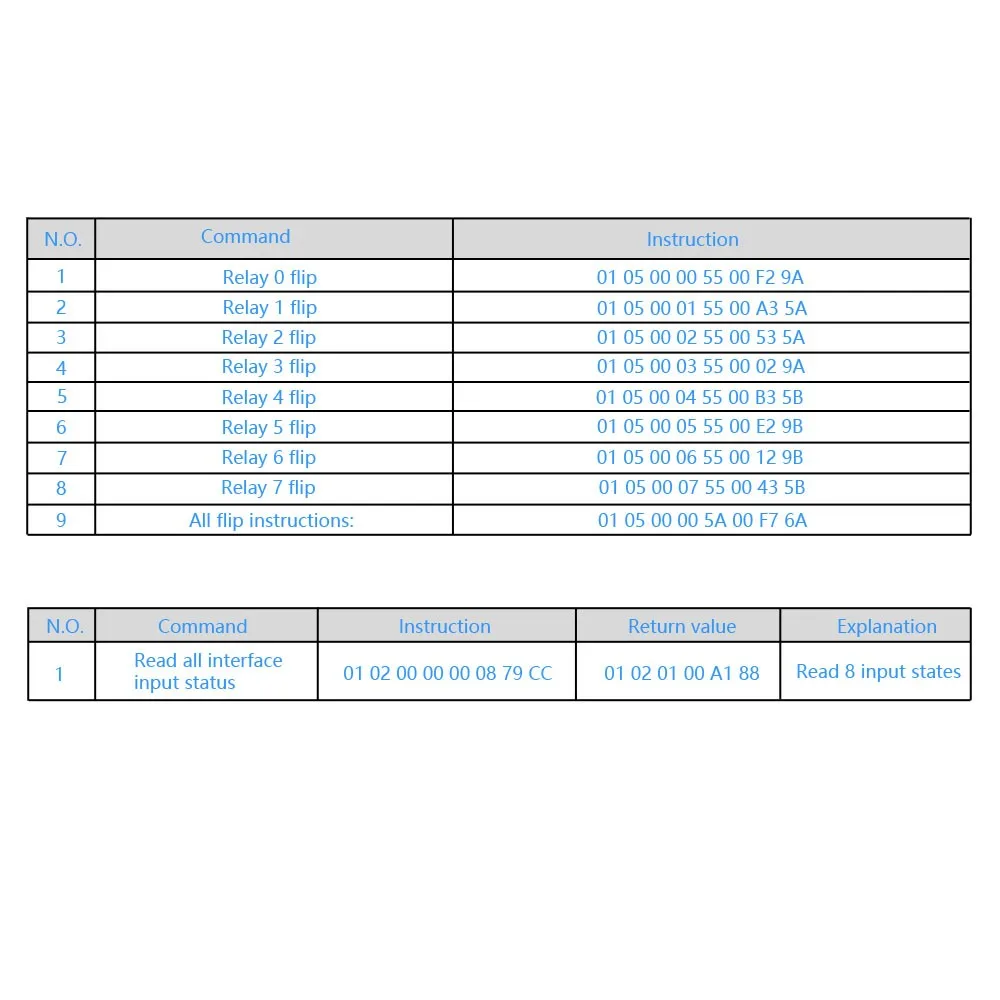 N.O. Command Instruction
1 Relay 0 flip 01 05 00 00 55 00 F2 9A
2 Relay 1 flip 01 05 00 01 55 00 A3 5A
3 Relay 2 flip 01 05 00 02 55 00 53 5A
4 Relay 3 flip 01 05 00 03 55 00 02 9A
5 Relay 4 flip 01 05 00 04 55 00 B3 5B
6 Relay 5 flip 01 05 00 05 55 00 E2 9B
7 Relay 6 flip 01 05 00 06 55 00 12 9B
8 Relay 7 flip 01 05 00 07 55 00 43 5B
9 All flip instructions: 01 05 00 00 5A 00 F7 6A
N.O. Command Instruction Return value Explanation
1 Read all interface
input status 01 02 00 00 00 08 79 CC 01 02 01 00 A1 88 Read 8 input states